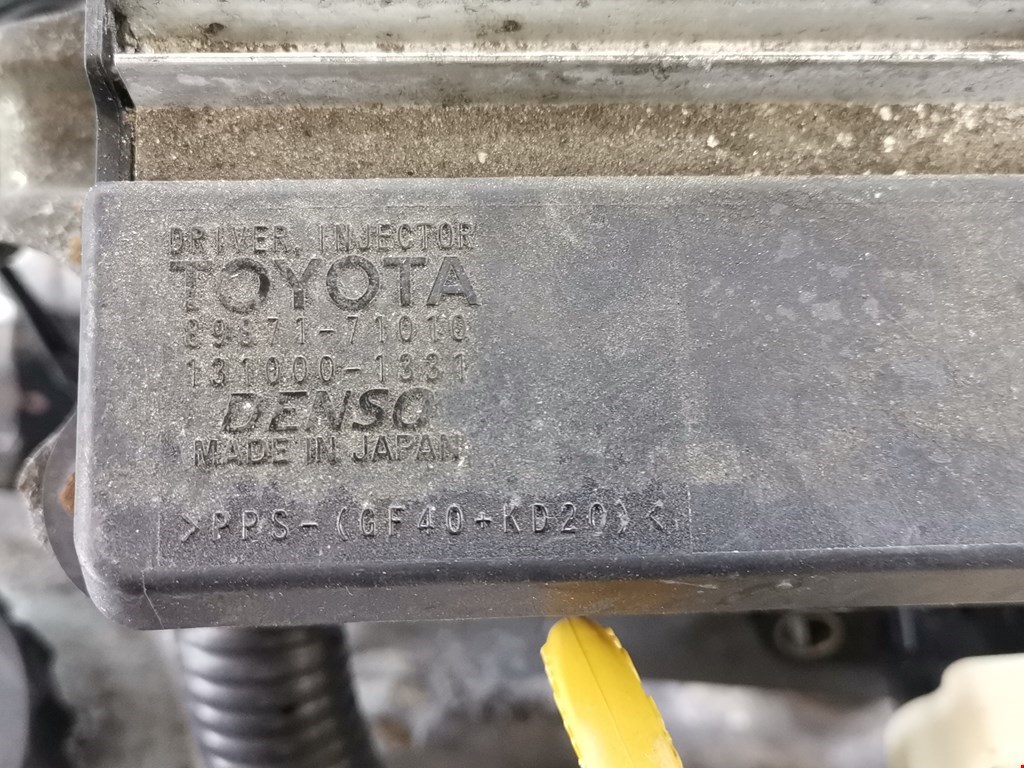 DRIVER, INJECTOR
TOYOTA
89871-71010
131000-1331
DENSO
MADE IN JAPAN
>PPS-(GF40+KD20)<